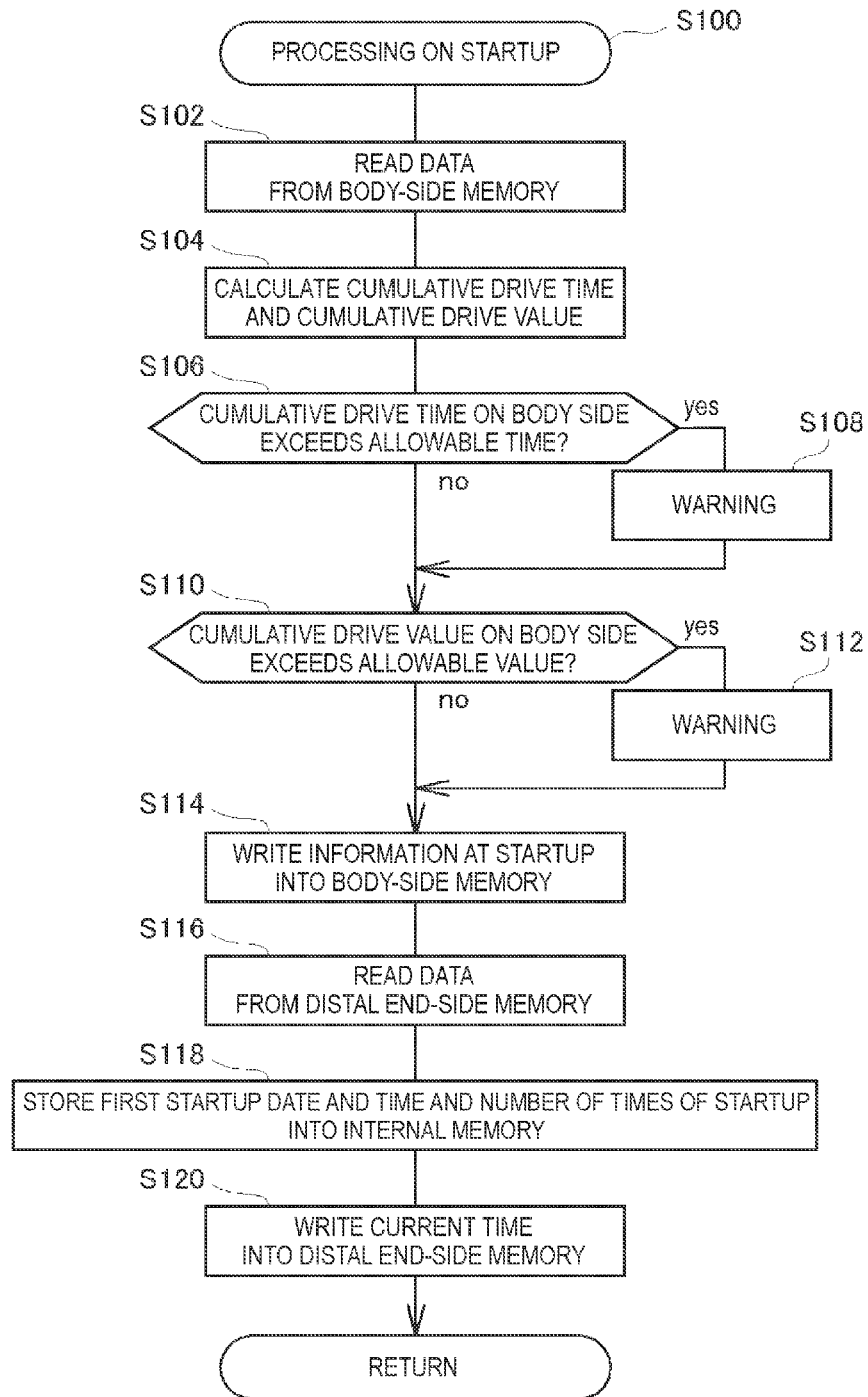 S100
PROCESSING ON STARTUP
S102
READ DATA
FROM BODY-SIDE MEMORY
S104
CALCULATE CUMULATIVE DRIVE TIME
AND CUMULATIVE DRIVE VALUE
S106
CUMULATIVE DRIVE TIME ON BODY SIDE
EXCEEDS ALLOWABLE TIME?
yes
no
S108
WARNING
S110
CUMULATIVE DRIVE VALUE ON BODY SIDE
EXCEEDS ALLOWABLE VALUE?
yes
no
S112
WARNING
S114
WRITE INFORMATION AT STARTUP
INTO BODY-SIDE MEMORY
S116
READ DATA
FROM DISTAL END-SIDE MEMORY
S118
STORE FIRST STARTUP DATE AND TIME AND NUMBER OF TIMES OF STARTUP
INTO INTERNAL MEMORY
S120
WRITE CURRENT TIME
INTO DISTAL END-SIDE MEMORY
RETURN